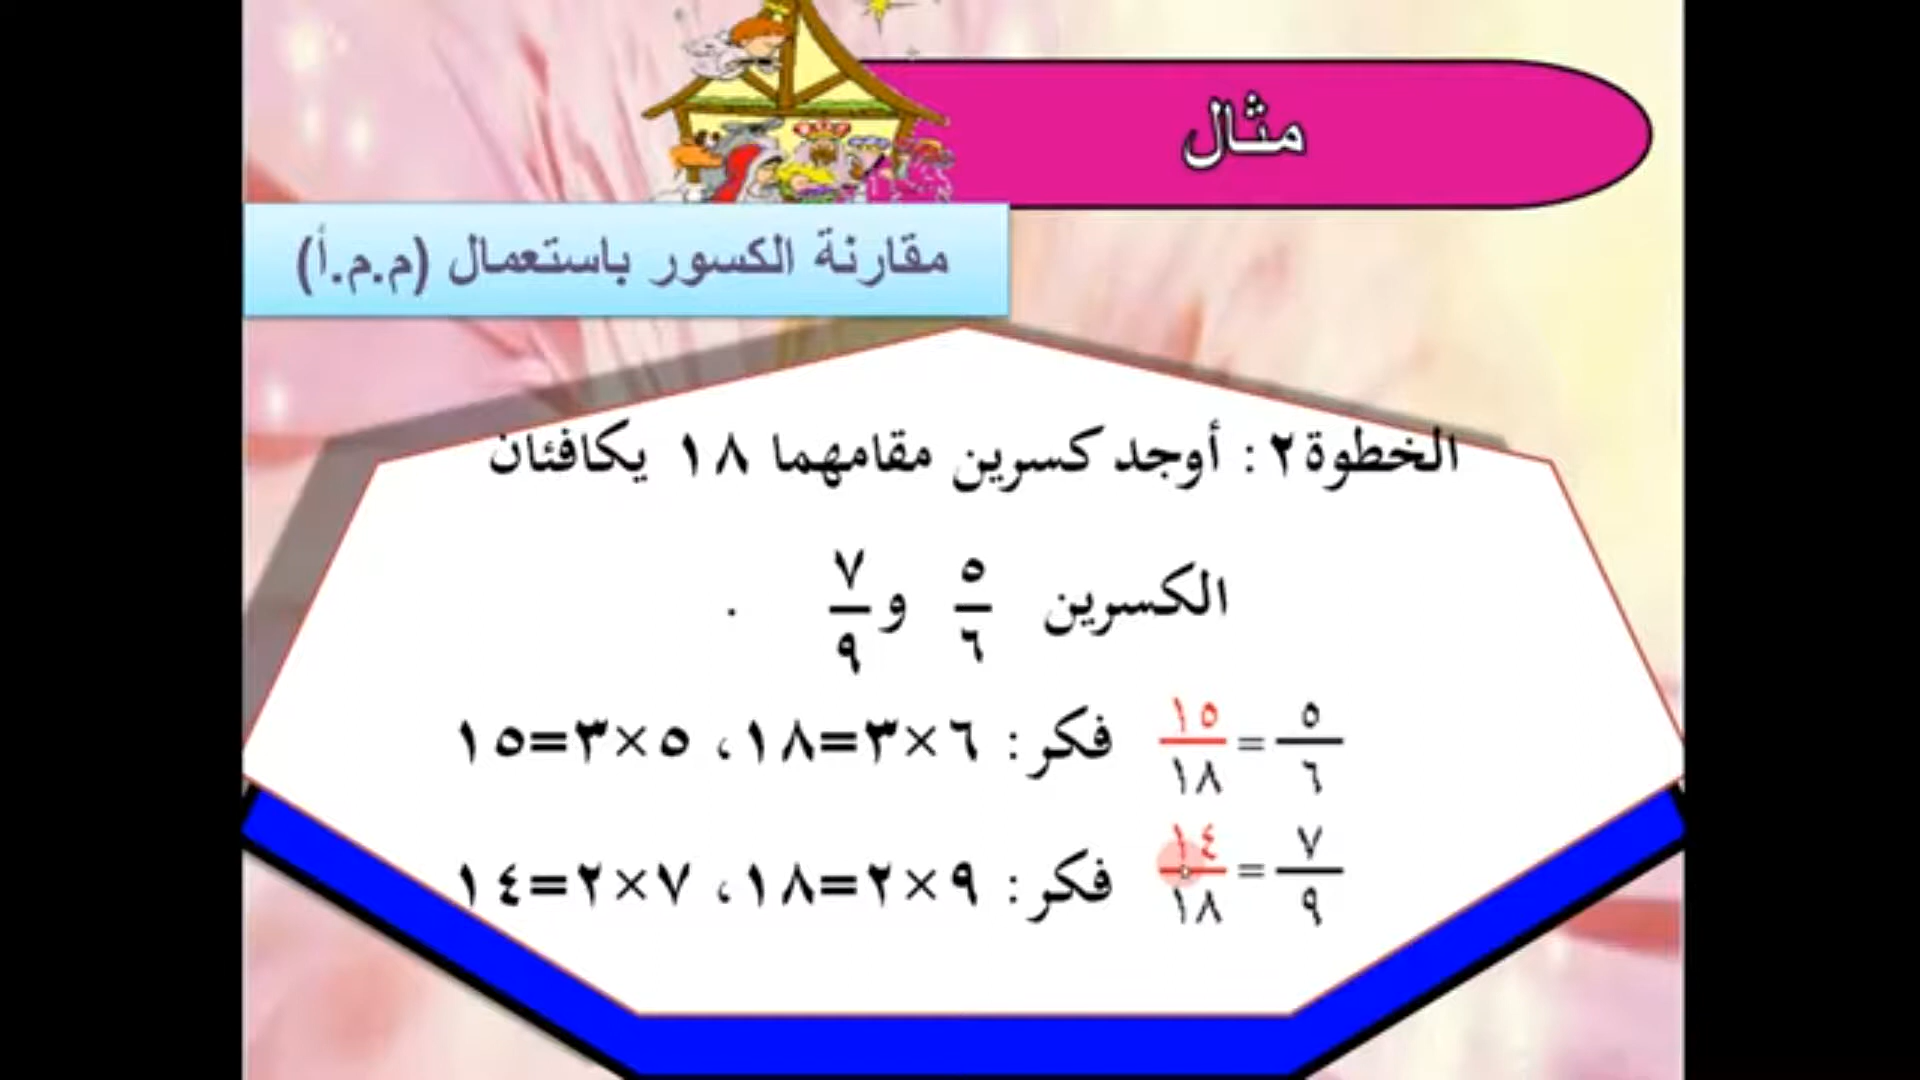 مثال
مقارنة الكسور باستعمال (م.م.أ)
الخطوة٢: أوجد كسرين مقامهما ١٨ يكافئان
الكسرين ٥/٦ و ٧/٩ .
٥/٦ = ١٥/١٨ فكر: ٦×٣=١٨، ٥×٣=١٥
٧/٩ = ١٤/١٨ فكر: ٩×٢=١٨، ٧×٢=١٤